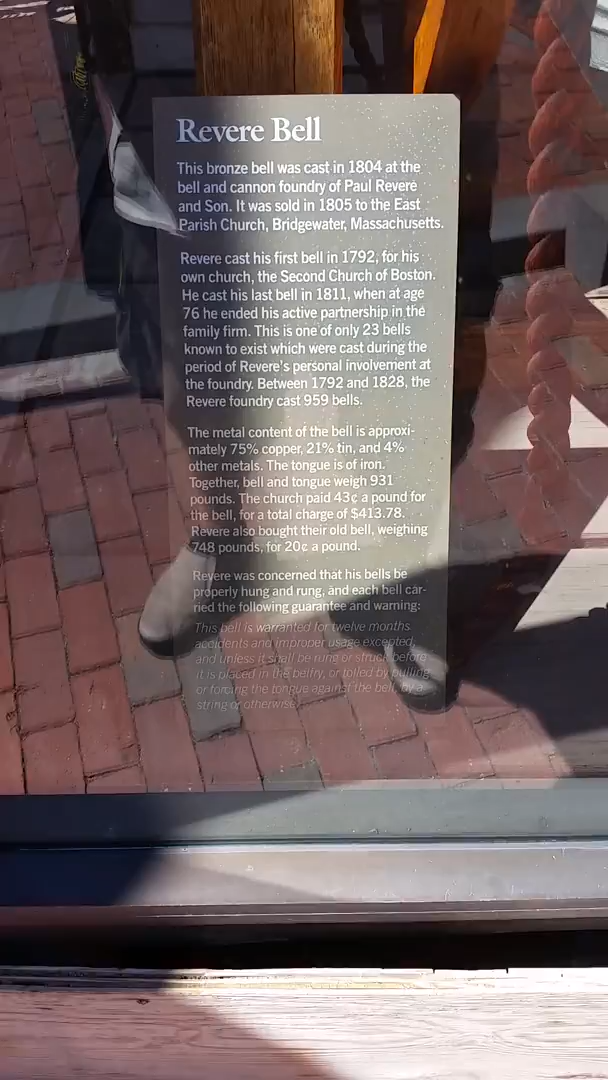 Revere Bell
This bronze bell was cast in 1804 at the
bell and cannon foundry of Paul Revere
and Son. It was sold in 1805 to the East
Parish Church, Bridgewater, Massachusetts.
Revere cast his first bell in 1792, for his
own church, the Second Church of Boston.
He cast his last bell in 1811, when at age
76 he ended his active partnership in the
family firm. This is one of only 23 bells
known to exist which were cast during the
period of Revere's personal involvement at
the foundry. Between 1792 and 1828, the
Revere foundry cast 959 bells.
The metal content of the bell is approxi-
mately 75% copper, 21% tin, and 4%
other metals. The tongue is of iron.
Together, bell and tongue weigh 931
pounds. The church paid 43¢ a pound for
the bell, for a total charge of $413.78.
Revere also bought their old bell, weighing
748 pounds, for 20¢ a pound.
Revere was concerned that his bells be
properly hung and rung, and each bell car-
ried the following guarantee and warning:
This bell is warranted for twelve months
accidents and improper usage excepted,
and unless it shall be rung or struck before
it is placed in the belfry, or tolled by pulling
or forcing the tongue against the bell, by a
string or otherwise.